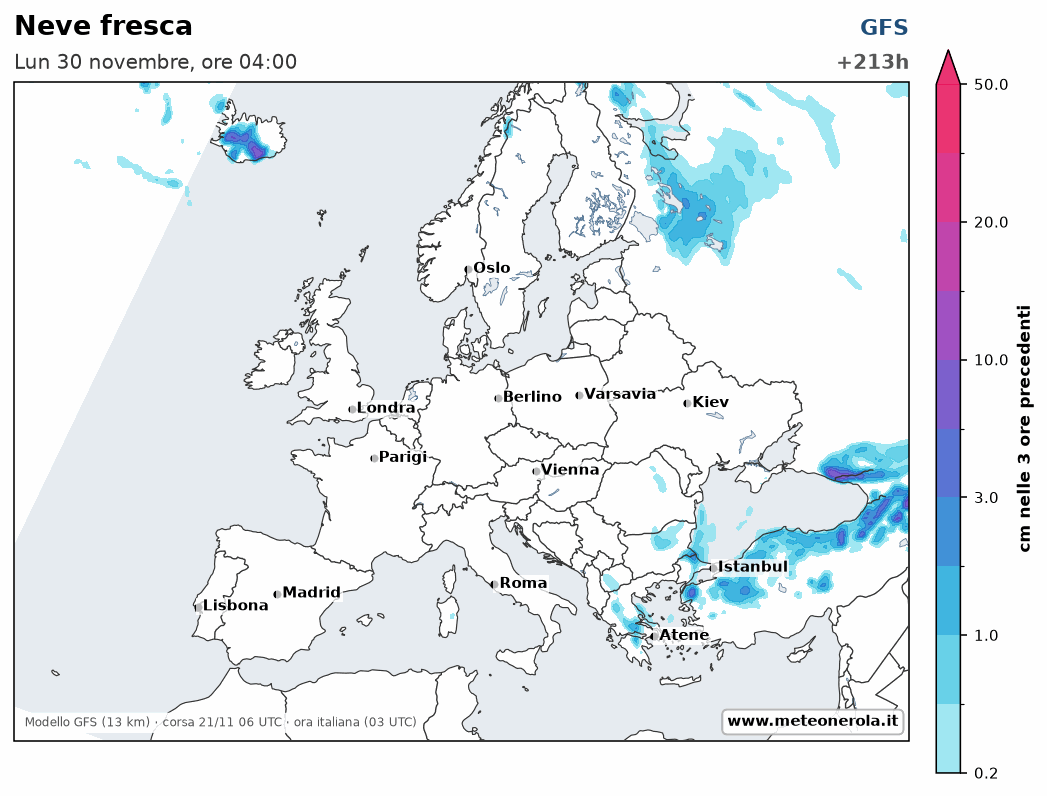 Neve fresca
GFS
Lun 30 novembre, ore 04:00
+213h
50.0
20.0
10.0
3.0
1.0
0.2
cm nelle 3 ore precedenti
Oslo
Berlino
Varsavia
Kiev
Londra
Parigi
Vienna
Istanbul
Roma
Madrid
Lisbona
Atene
Modello GFS (13 km) · corsa 21/11 06 UTC · ora italiana (03 UTC)
www.meteonerola.it